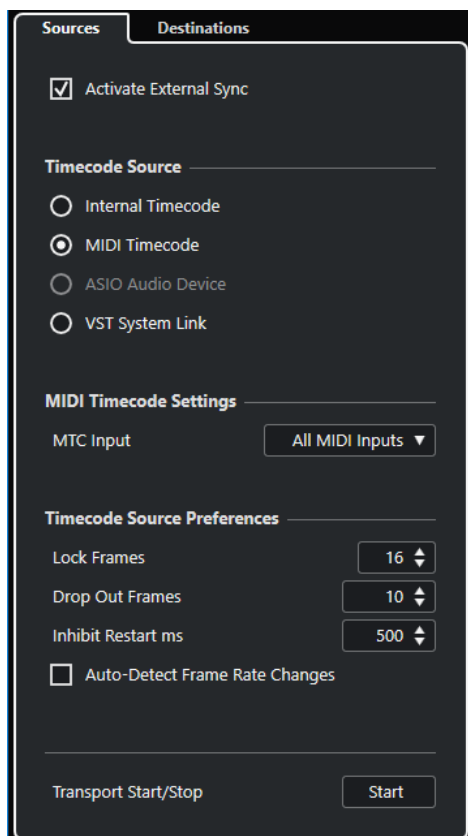 Sources Destinations
Activate External Sync
Timecode Source
Internal Timecode
MIDI Timecode
ASIO Audio Device
VST System Link
MIDI Timecode Settings
MTC Input All MIDI Inputs
Timecode Source Preferences
Lock Frames 16
Drop Out Frames 10
Inhibit Restart ms 500
Auto-Detect Frame Rate Changes
Transport Start/Stop Start